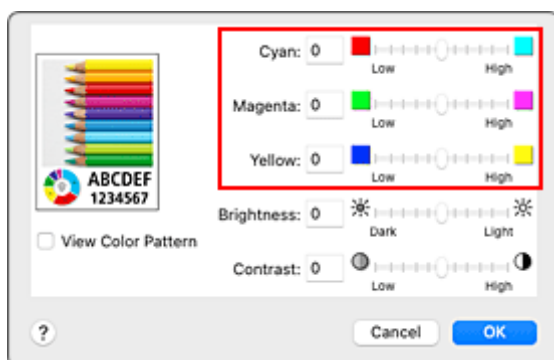 Cyan: 0
Low High
Magenta: 0
Low High
Yellow: 0
Low High
ABCDEF
1234567
Brightness: 0
Dark Light
View Color Pattern
Contrast: 0
Low High
? Cancel OK